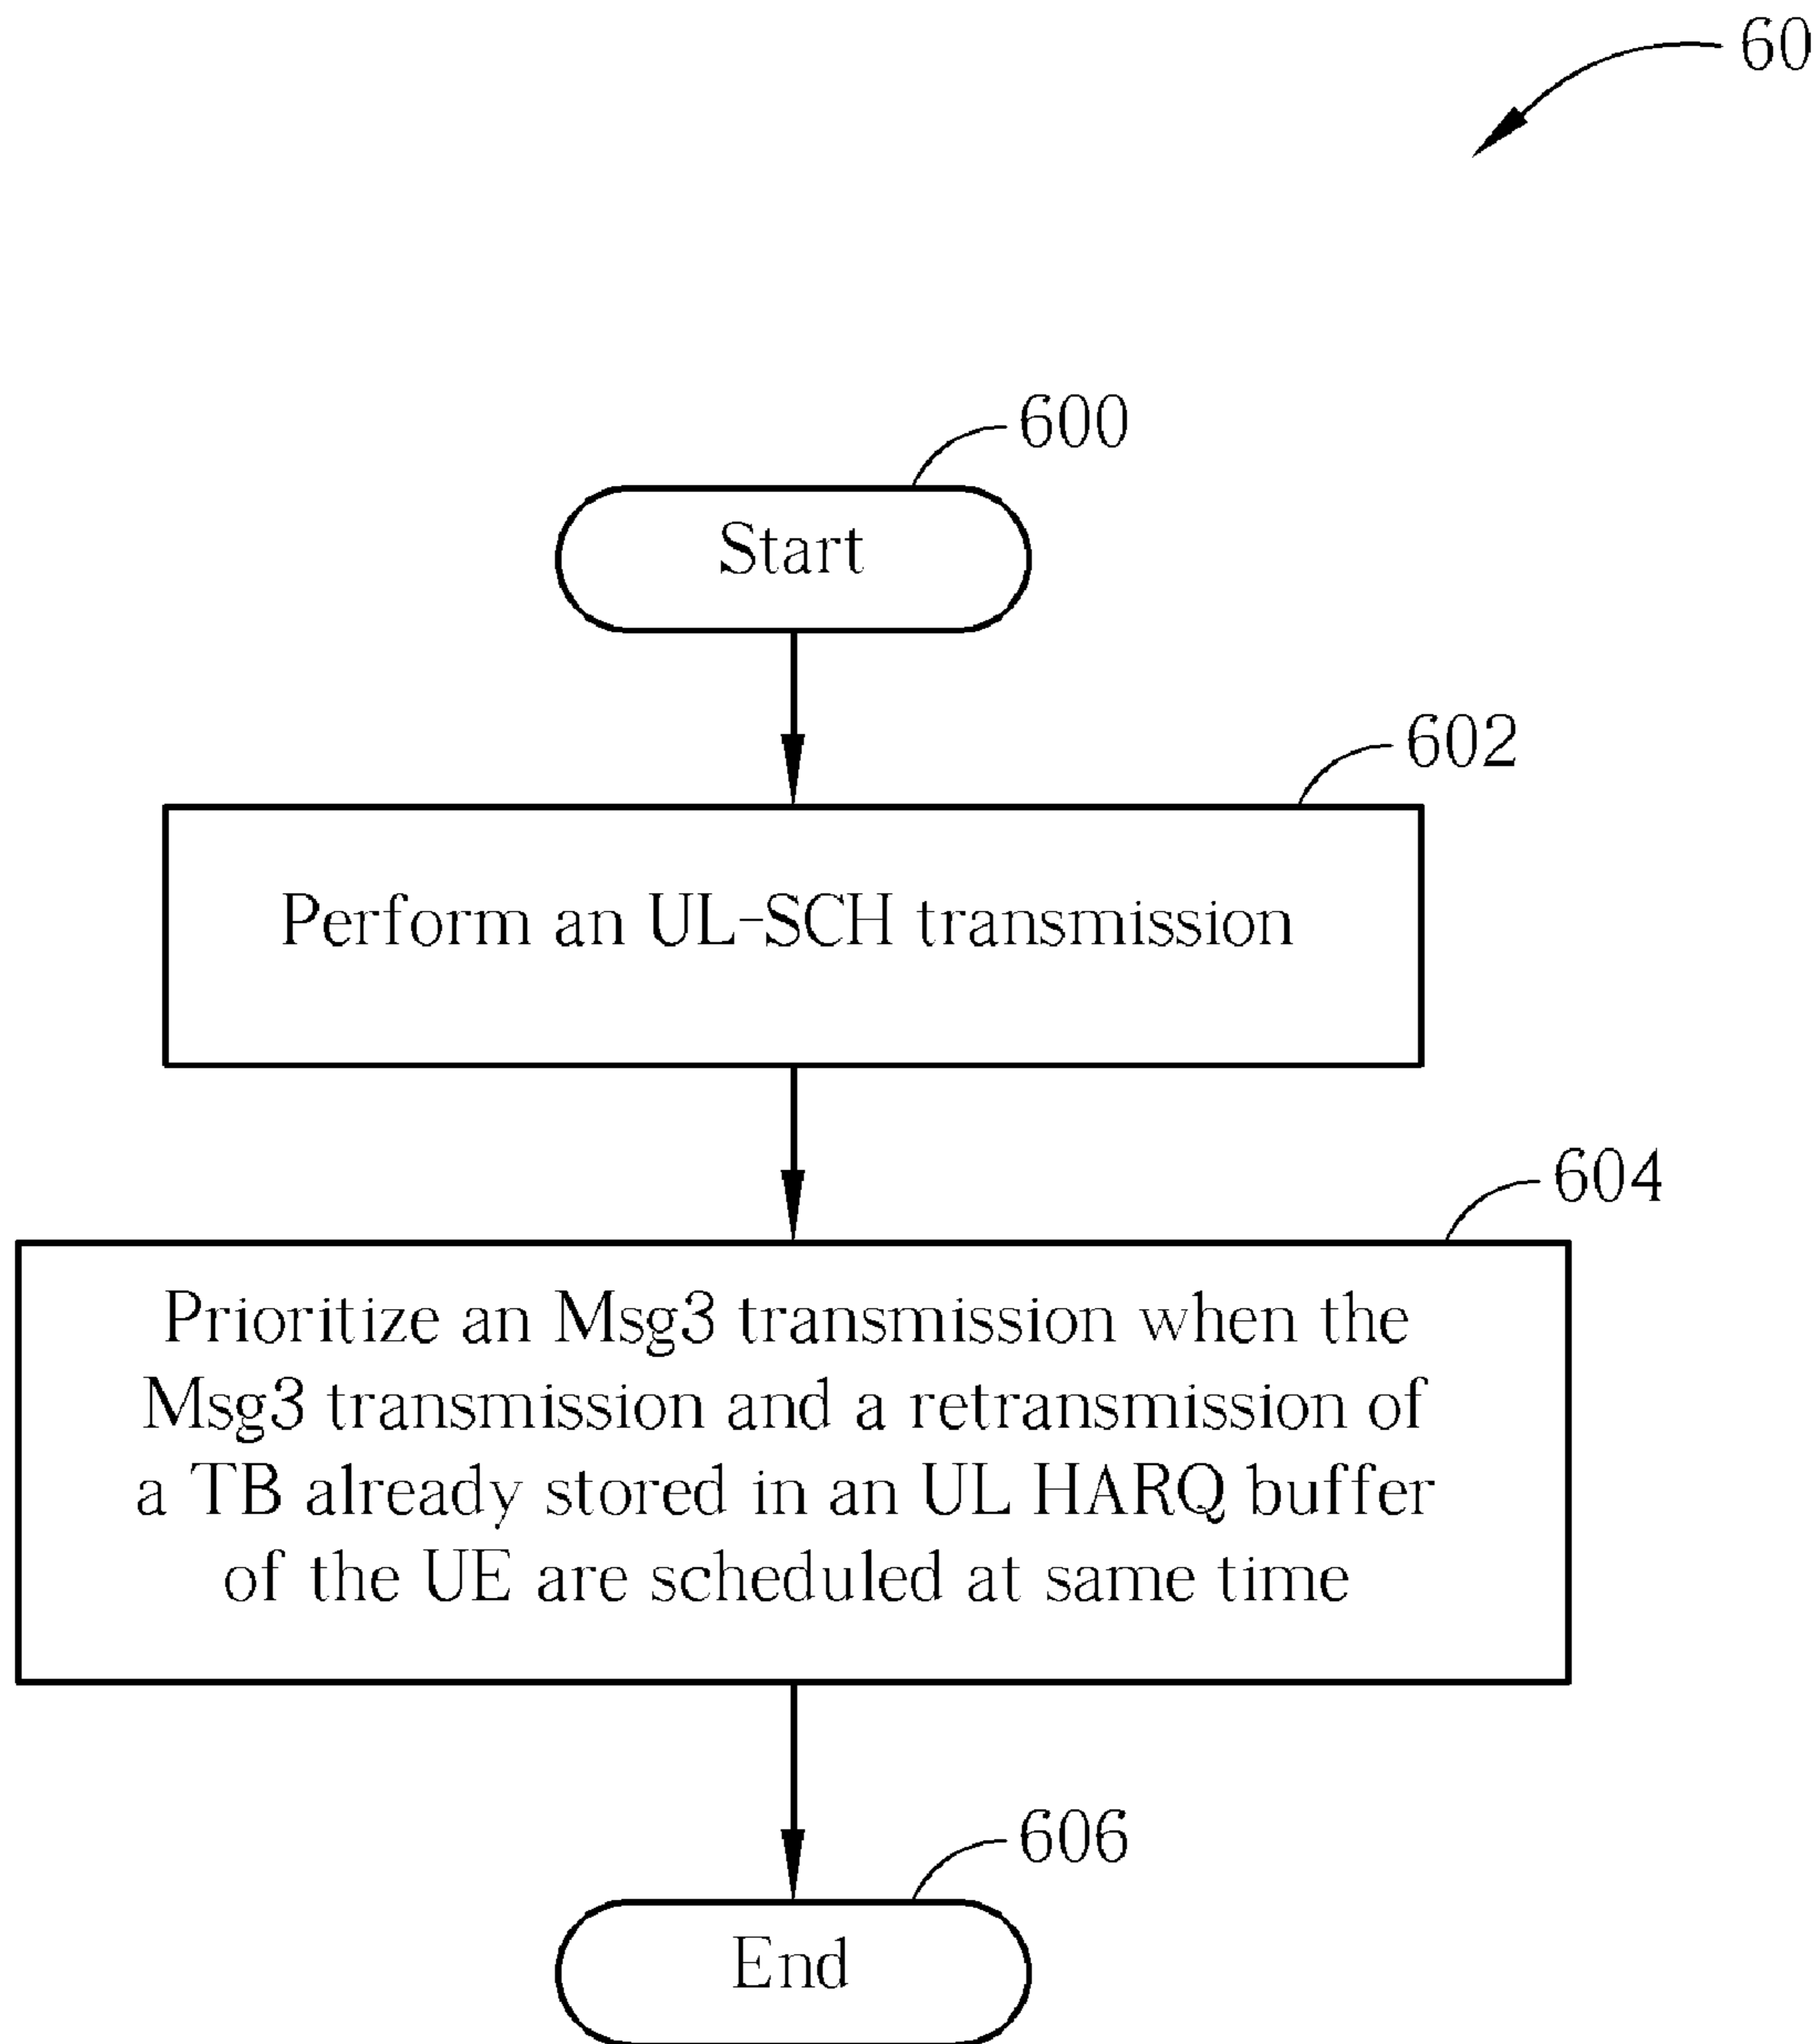 60
600
Start
602
Perform an UL-SCH transmission
604
Prioritize an Msg3 transmission when the
Msg3 transmission and a retransmission of
a TB already stored in an UL HARQ buffer
of the UE are scheduled at same time
606
End